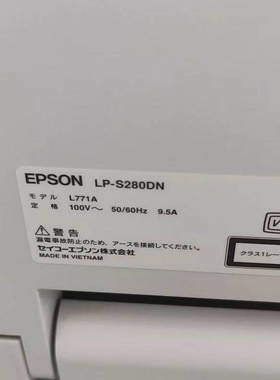 EPSON LP-S280DN
モデル L771A
定格 100V～ 50/60Hz 9.5A
⚠警告
漏電事故防止のため、アースを接続してください。
セイコーエプソン株式会社
MADE IN VIETNAM
クラス1レー